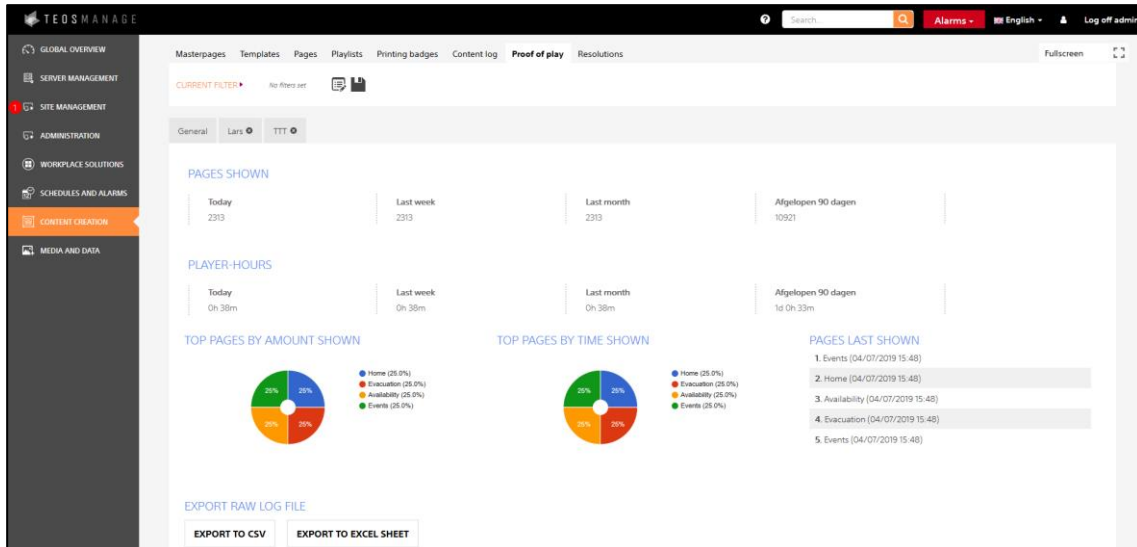 TEOSMANAGE
? Search... Alarms English Log off admin
GLOBAL OVERVIEW
SERVER MANAGEMENT
1 SITE MANAGEMENT
ADMINISTRATION
WORKPLACE SOLUTIONS
SCHEDULES AND ALARMS
CONTENT CREATION
MEDIA AND DATA
Masterpages Templates Pages Playlists Printing badges Content log Proof of play Resolutions Fullscreen
CURRENT FILTER No filters set
General Lars TTT
PAGES SHOWN
Today Last week Last month Afgelopen 90 dagen
2313 2313 2313 10921
PLAYER-HOURS
Today Last week Last month Afgelopen 90 dagen
0h 38m 0h 38m 0h 38m 1d 0h 33m
TOP PAGES BY AMOUNT SHOWN
25% 25% 25% 25%
Home (25.0%)
Evacuation (25.0%)
Availability (25.0%)
Events (25.0%)
TOP PAGES BY TIME SHOWN
25% 25% 25% 25%
Home (25.0%)
Evacuation (25.0%)
Availability (25.0%)
Events (25.0%)
PAGES LAST SHOWN
1. Events (04/07/2019 15:48)
2. Home (04/07/2019 15:48)
3. Availability (04/07/2019 15:48)
4. Evacuation (04/07/2019 15:48)
5. Events (04/07/2019 15:48)
EXPORT RAW LOG FILE
EXPORT TO CSV EXPORT TO EXCEL SHEET